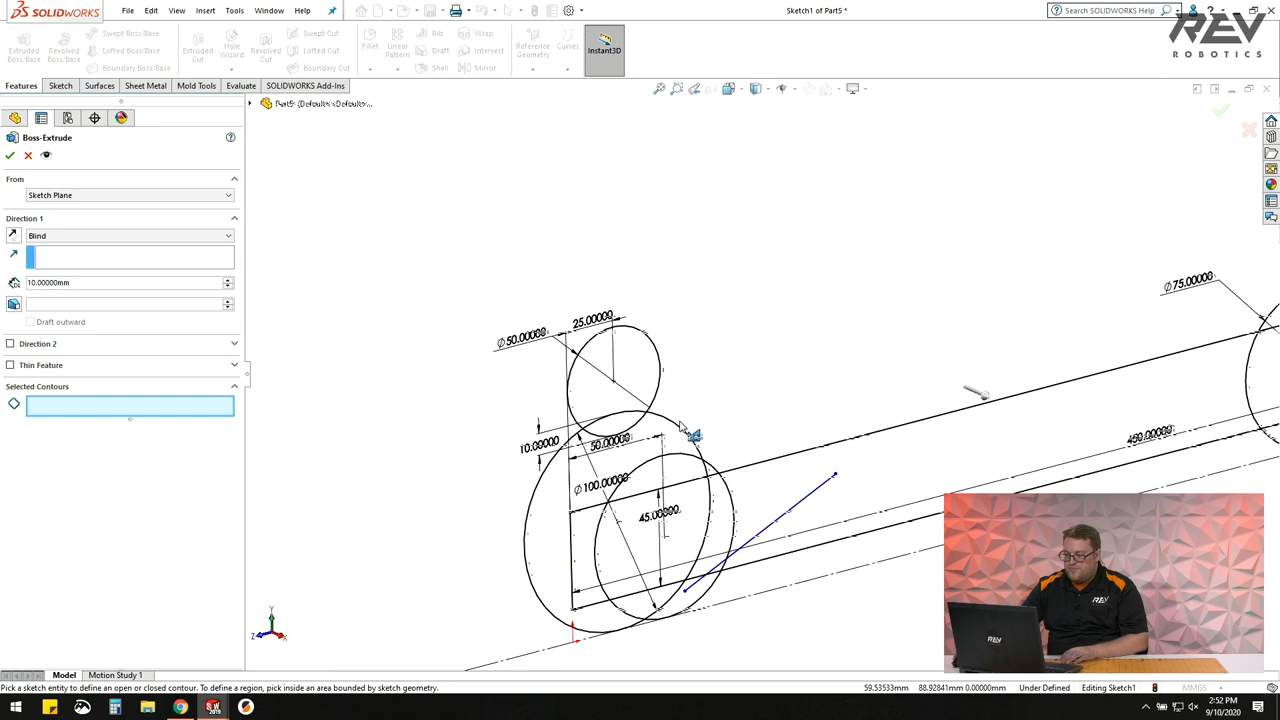 SOLIDWORKS File Edit View Insert Tools Window Help Sketch1 of Part5 * Search SOLIDWORKS Help
REV
ROBOTICS
Extruded Boss/Base Revolved Boss/Base Swept Boss/Base Lofted Boss/Base Boundary Boss/Base Extruded Cut Hole Wizard Revolved Cut Swept Cut Lofted Cut Boundary Cut Fillet Linear Pattern Rib Draft Shell Wrap Intersect Mirror Reference Geometry Curves Instant3D
Features Sketch Surfaces Sheet Metal Mold Tools Evaluate SOLIDWORKS Add-Ins
Part5 (Default<<Default>...
Boss-Extrude
From
Sketch Plane
Direction 1
Blind
10.00000mm
Draft outward
Direction 2
Thin Feature
Selected Contours
Ø75.00000
25.00000
Ø50.00000
10.00000
50.00000
450.00000
Ø100.00000
45.00000
REV
REV
Y
Z X
Model Motion Study 1
Pick a sketch entity to define an open or closed contour. To define a region, pick inside an area bounded by sketch geometry. 59.53533mm 88.92841mm 0.00000mm Under Defined Editing Sketch1 MMGS
2:52 PM
9/10/2020